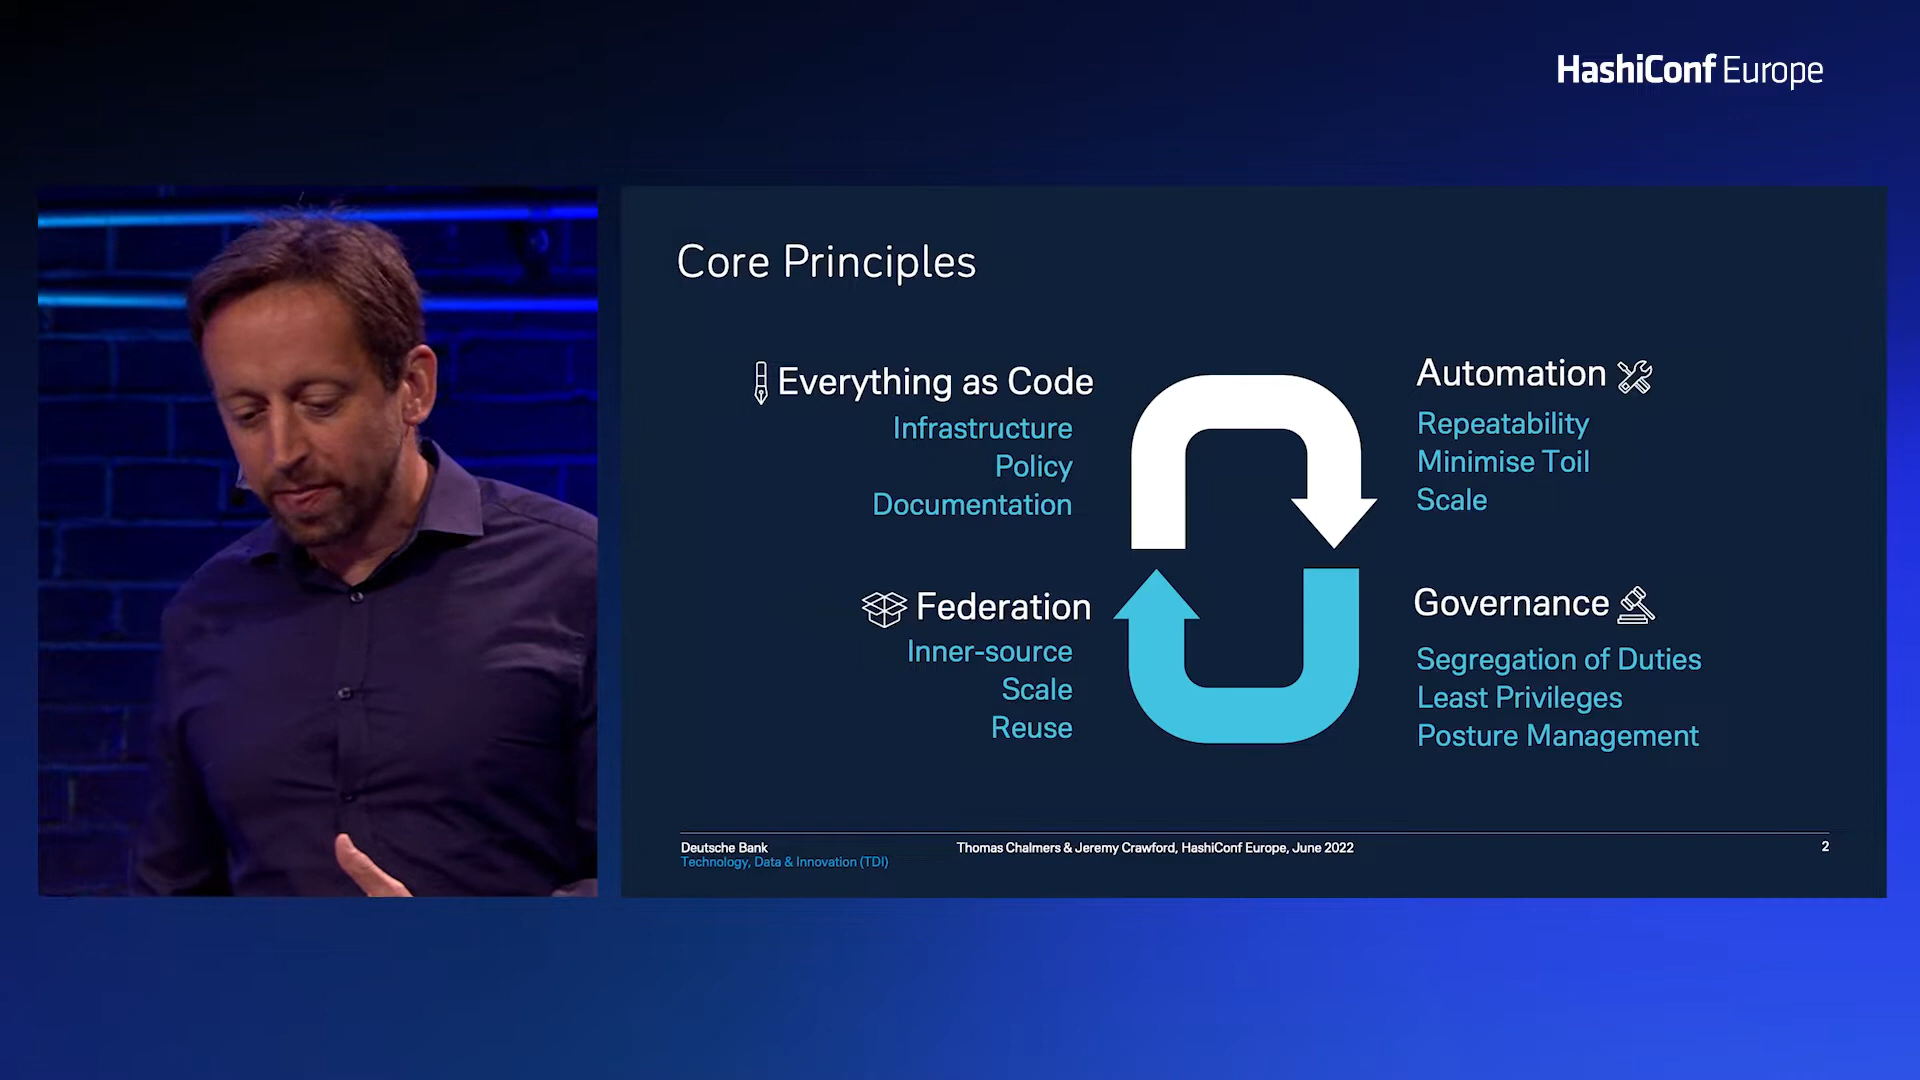 HashiConf Europe
Core Principles
Everything as Code
Infrastructure
Policy
Documentation
Automation
Repeatability
Minimise Toil
Scale
Federation
Inner-source
Scale
Reuse
Governance
Segregation of Duties
Least Privileges
Posture Management
Deutsche Bank
Technology, Data & Innovation (TDI)
Thomas Chalmers & Jeremy Crawford, HashiConf Europe, June 2022
2